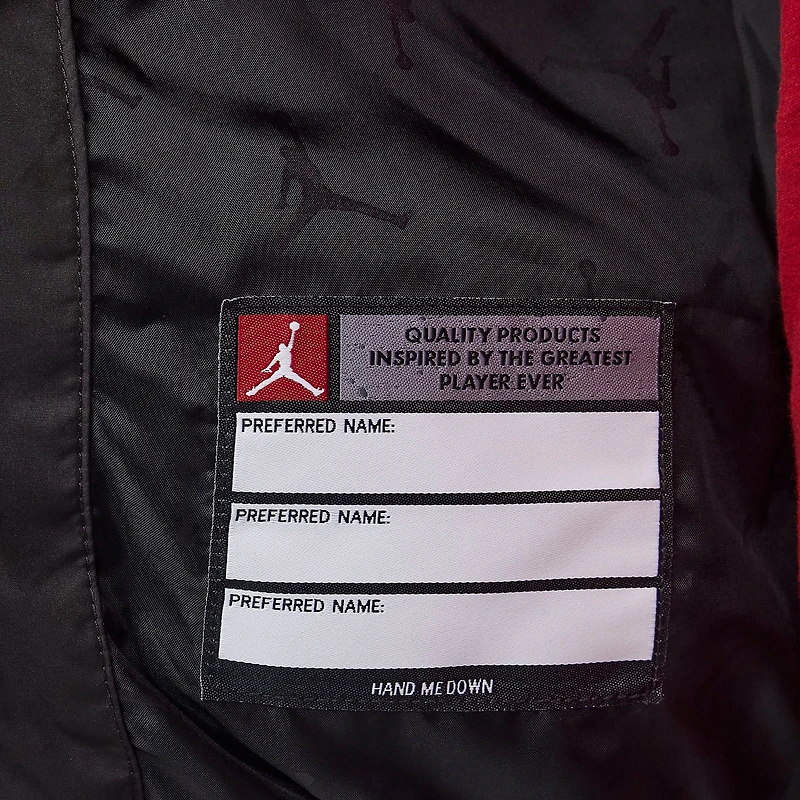 QUALITY PRODUCTS
INSPIRED BY THE GREATEST
PLAYER EVER
PREFERRED NAME:
PREFERRED NAME:
PREFERRED NAME:
HAND ME DOWN